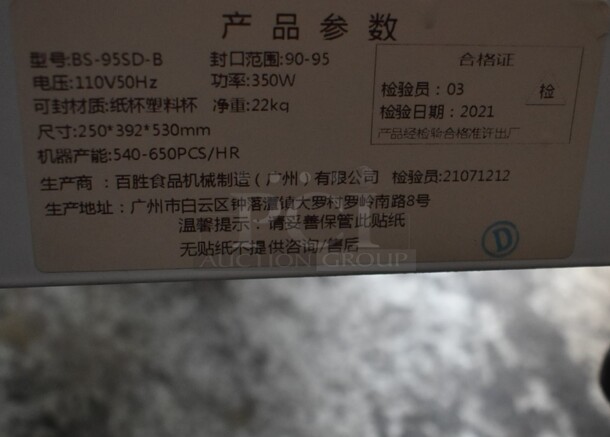 产品参数
型号:BS-95SD-B 封口范围:90-95
电压:110V50Hz 功率:350W
可封材质:纸杯塑料杯 净重:22kg
尺寸:250*392*530mm
机器产能:540-650PCS/HR
合格证
检验员:03
检
检验日期:2021
产品经检验合格准许出厂
生产商:百胜食品机械制造(广州)有限公司 检验员:21071212
生产地址:广州市白云区钟落潭镇大罗村罗岭南路8号
温馨提示:请妥善保管此贴纸
无贴纸不提供咨询/售后
D
AUCTION GROUP